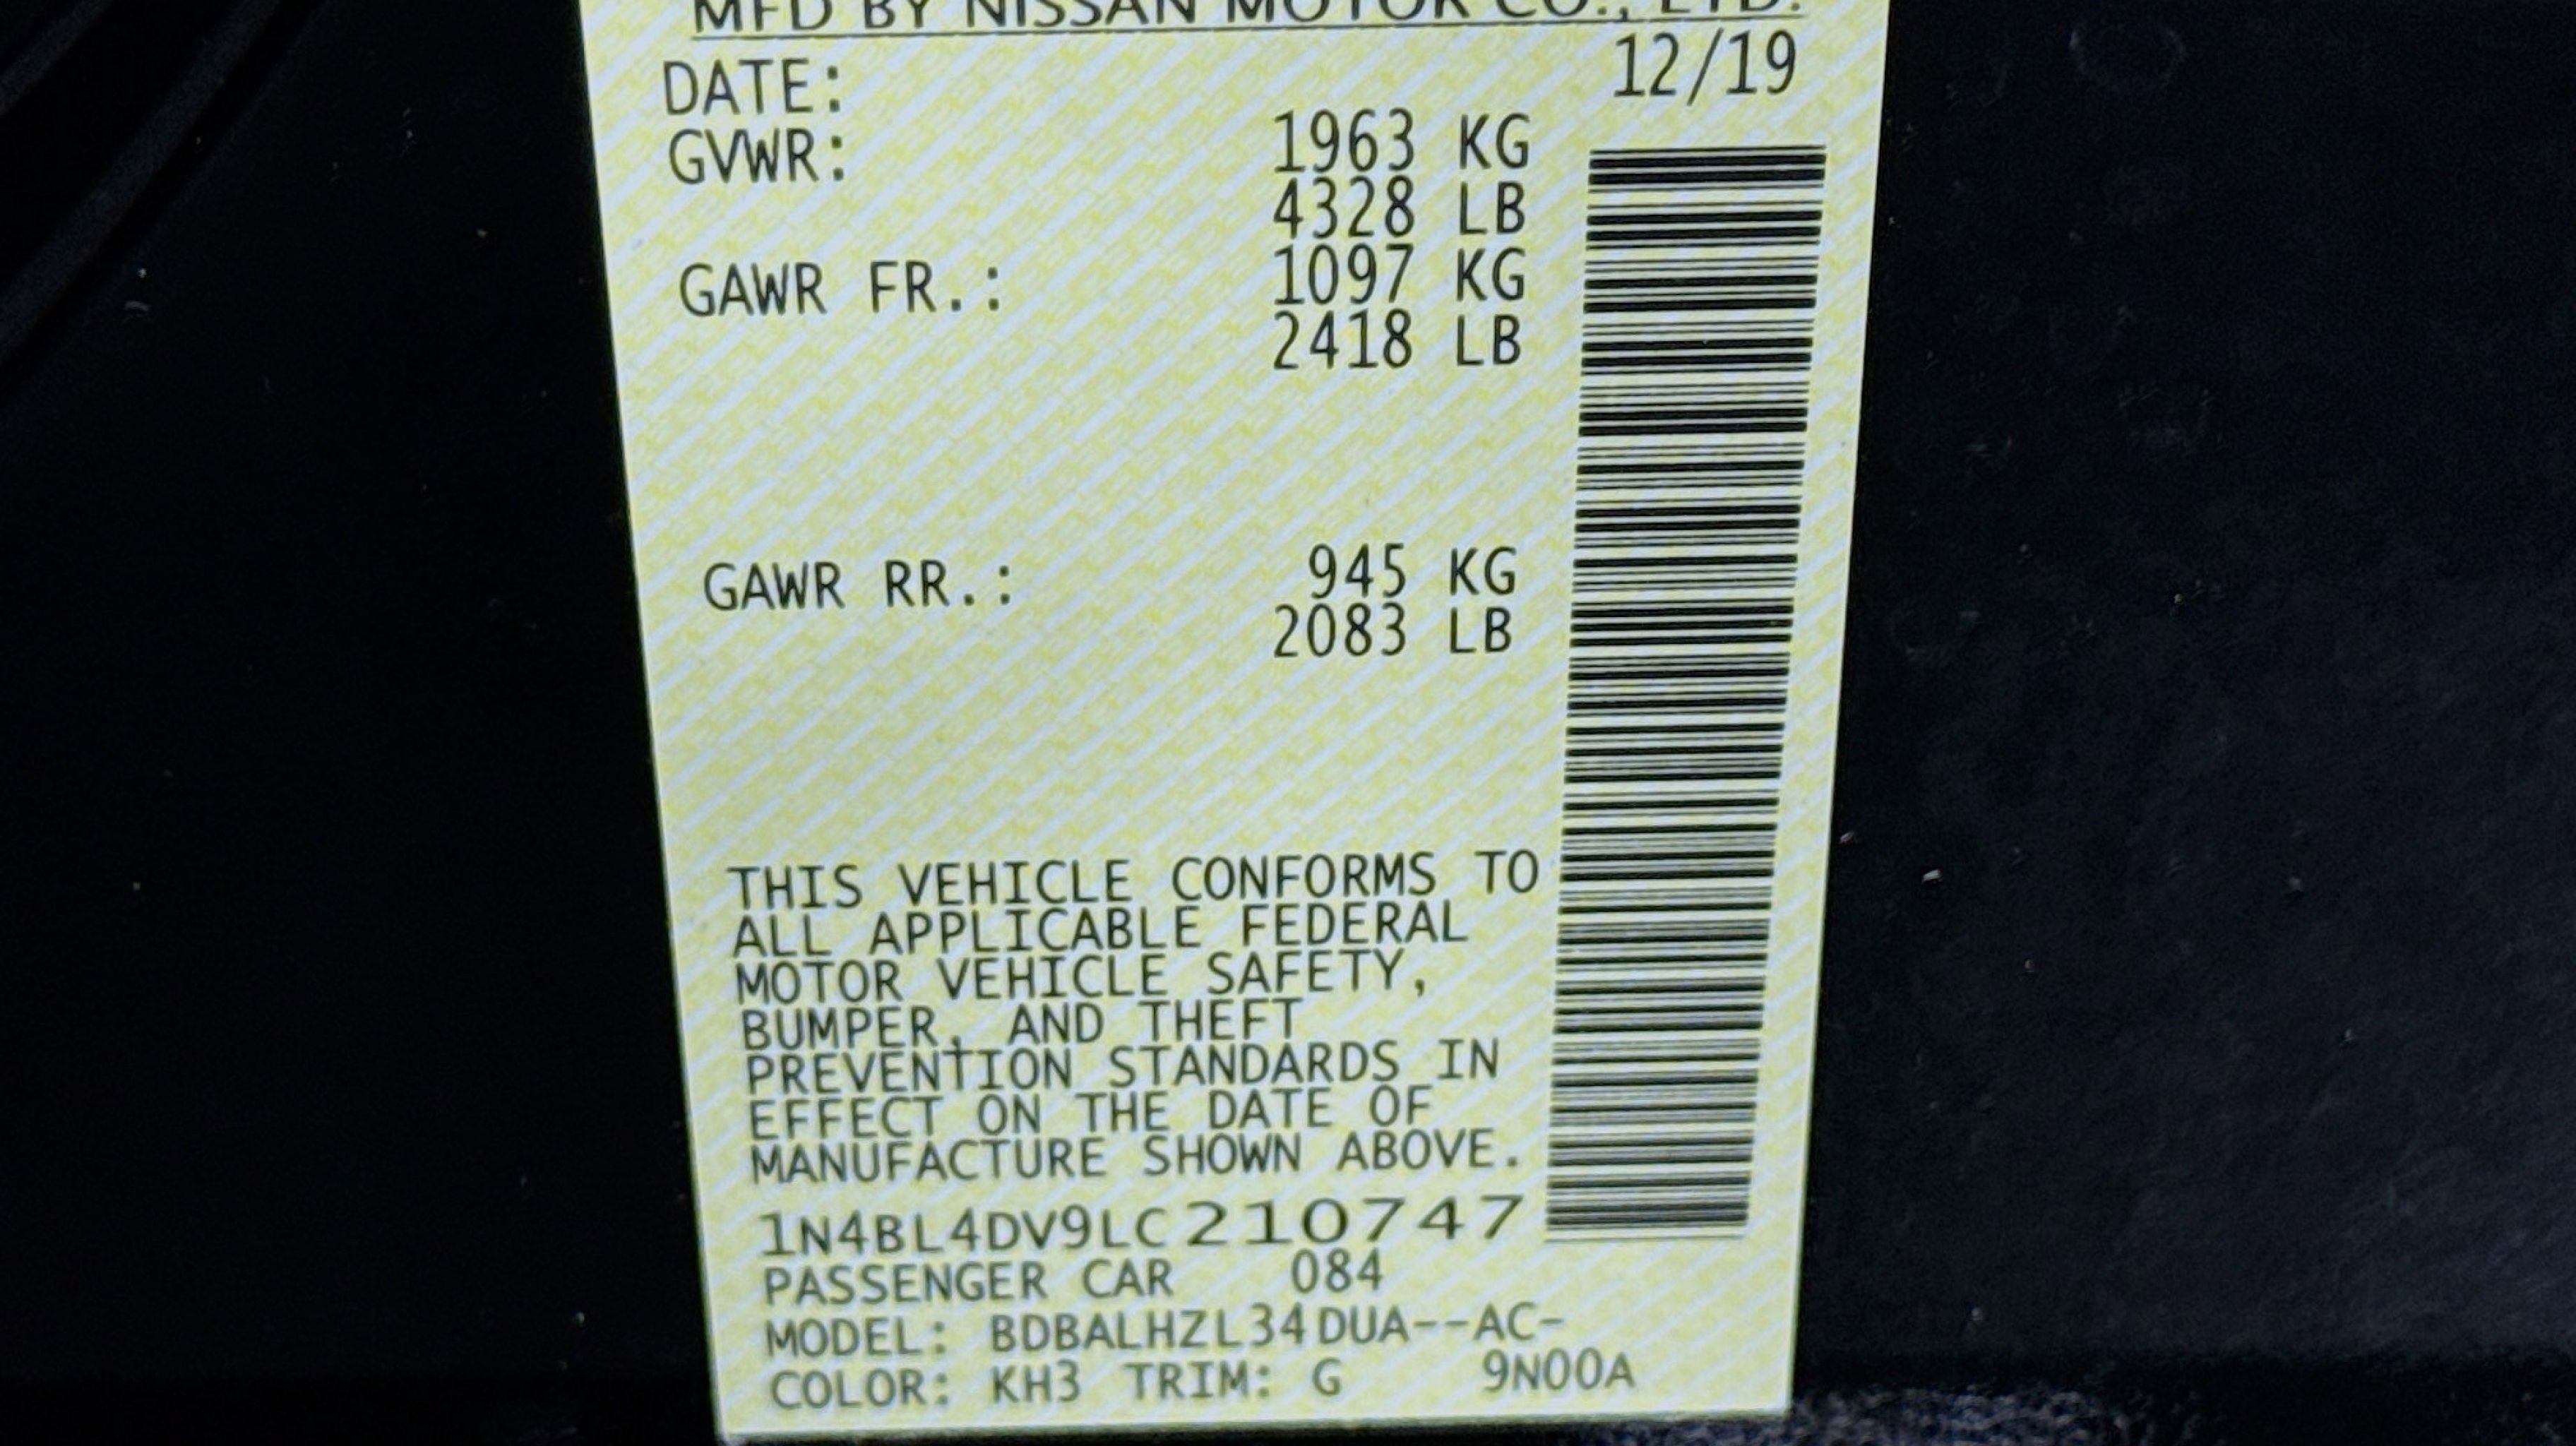 MFD BY NISSAN MOTOR CO., LTD.
DATE: 12/19
GVWR: 1963 KG
4328 LB
GAWR FR.: 1097 KG
2418 LB
GAWR RR.: 945 KG
2083 LB
THIS VEHICLE CONFORMS TO
ALL APPLICABLE FEDERAL
MOTOR VEHICLE SAFETY,
BUMPER, AND THEFT
PREVENTION STANDARDS IN
EFFECT ON THE DATE OF
MANUFACTURE SHOWN ABOVE.
1N4BL4DV9LC210747
PASSENGER CAR 084
MODEL: BDBALHZL34DUA--AC-
COLOR: KH3 TRIM: G 9N00A